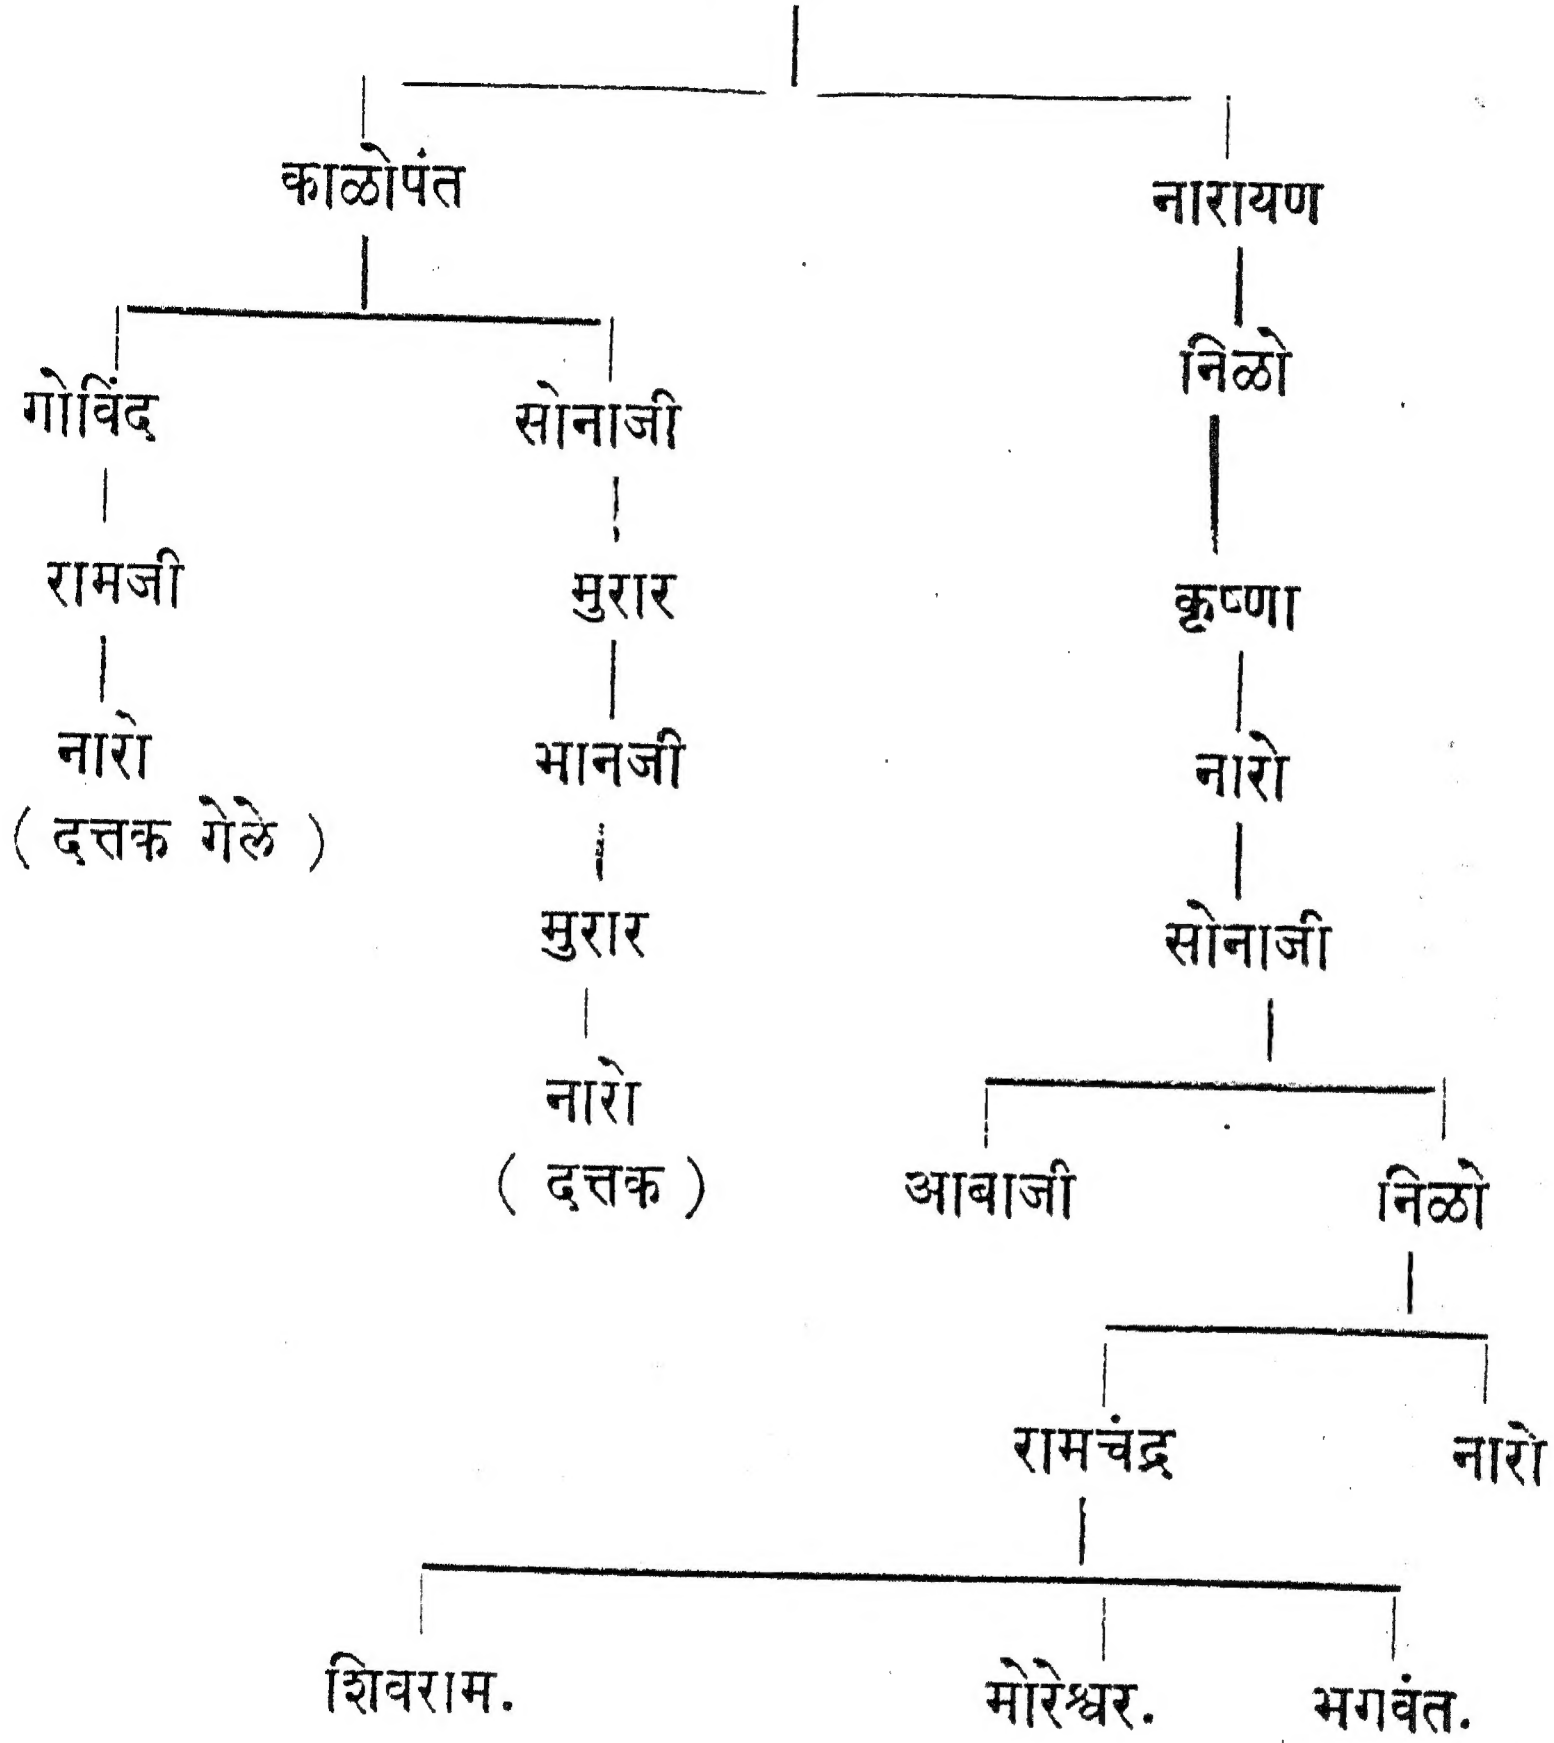 काळोपंत
नारायण
निळो
गोविंद
सोनाजी
रामजी
मुरार
कृष्णा
नारो
भानजी
नारो
( दत्तक गेले )
मुरार
सोनाजी
नारो
( दत्तक )
आबाजी
निळो
रामचंद्र
नारो
शिवराम.
मोरेश्वर.
भगवंत.